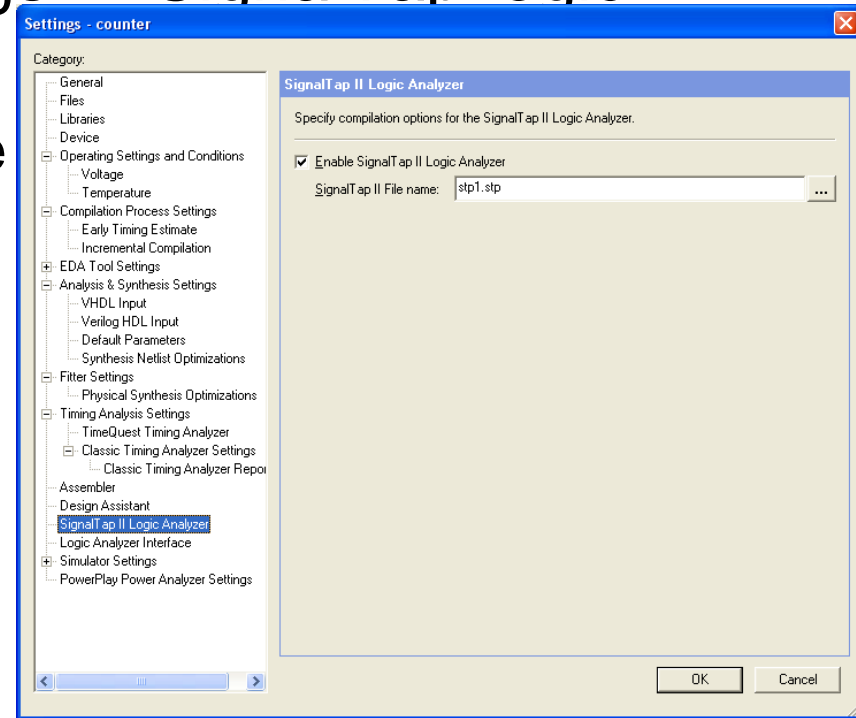 Settings - counter
Category:
General
Files
Libraries
Device
Operating Settings and Conditions
Voltage
Temperature
Compilation Process Settings
Early Timing Estimate
Incremental Compilation
EDA Tool Settings
Analysis & Synthesis Settings
VHDL Input
Verilog HDL Input
Default Parameters
Synthesis Netlist Optimizations
Fitter Settings
Physical Synthesis Optimizations
Timing Analysis Settings
TimeQuest Timing Analyzer
Classic Timing Analyzer Settings
Classic Timing Analyzer Repor
Assembler
Design Assistant
SignalTap II Logic Analyzer
Logic Analyzer Interface
Simulator Settings
PowerPlay Power Analyzer Settings
SignalTap II Logic Analyzer
Specify compilation options for the SignalTap II Logic Analyzer.
Enable SignalTap II Logic Analyzer
SignalTap II File name: stp1.stp ...
OK Cancel